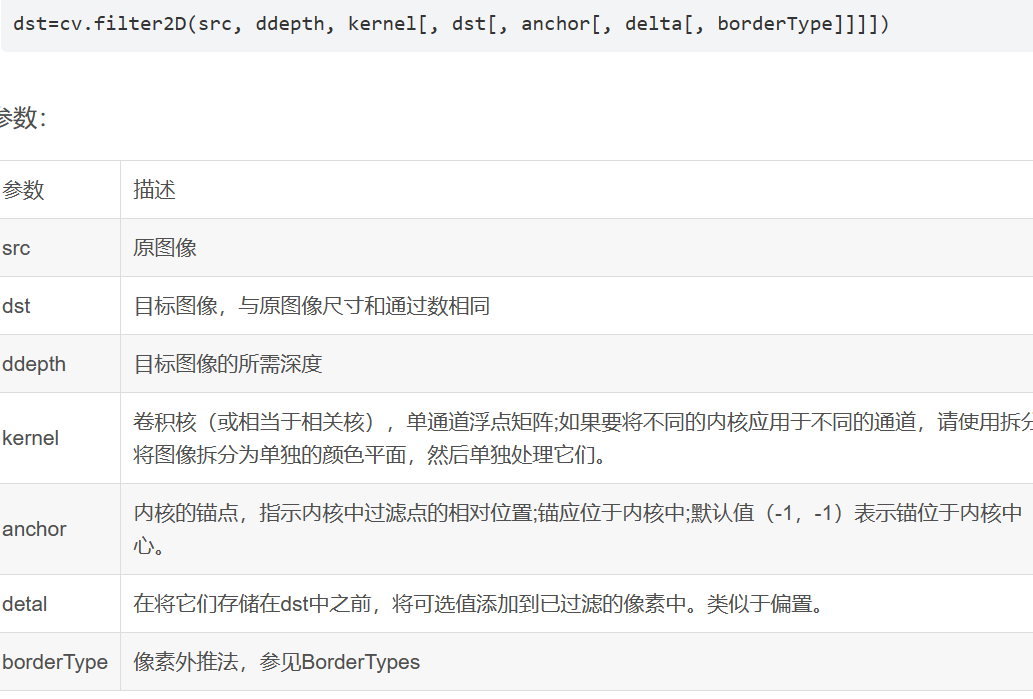 dst=cv.filter2D(src, ddepth, kernel[, dst[, anchor[, delta[, borderType]]]])
参数：
参数 描述
src 原图像
dst 目标图像，与原图像尺寸和通过数相同
ddepth 目标图像的所需深度
kernel 卷积核（或相当于相关核），单通道浮点矩阵;如果要将不同的内核应用于不同的通道，请使用拆分
将图像拆分为单独的颜色平面，然后单独处理它们。
anchor 内核的锚点，指示内核中过滤点的相对位置;锚应位于内核中;默认值（-1，-1）表示锚位于内核中
心。
detal 在将它们存储在dst中之前，将可选值添加到已过滤的像素中。类似于偏置。
borderType 像素外推法，参见BorderTypes